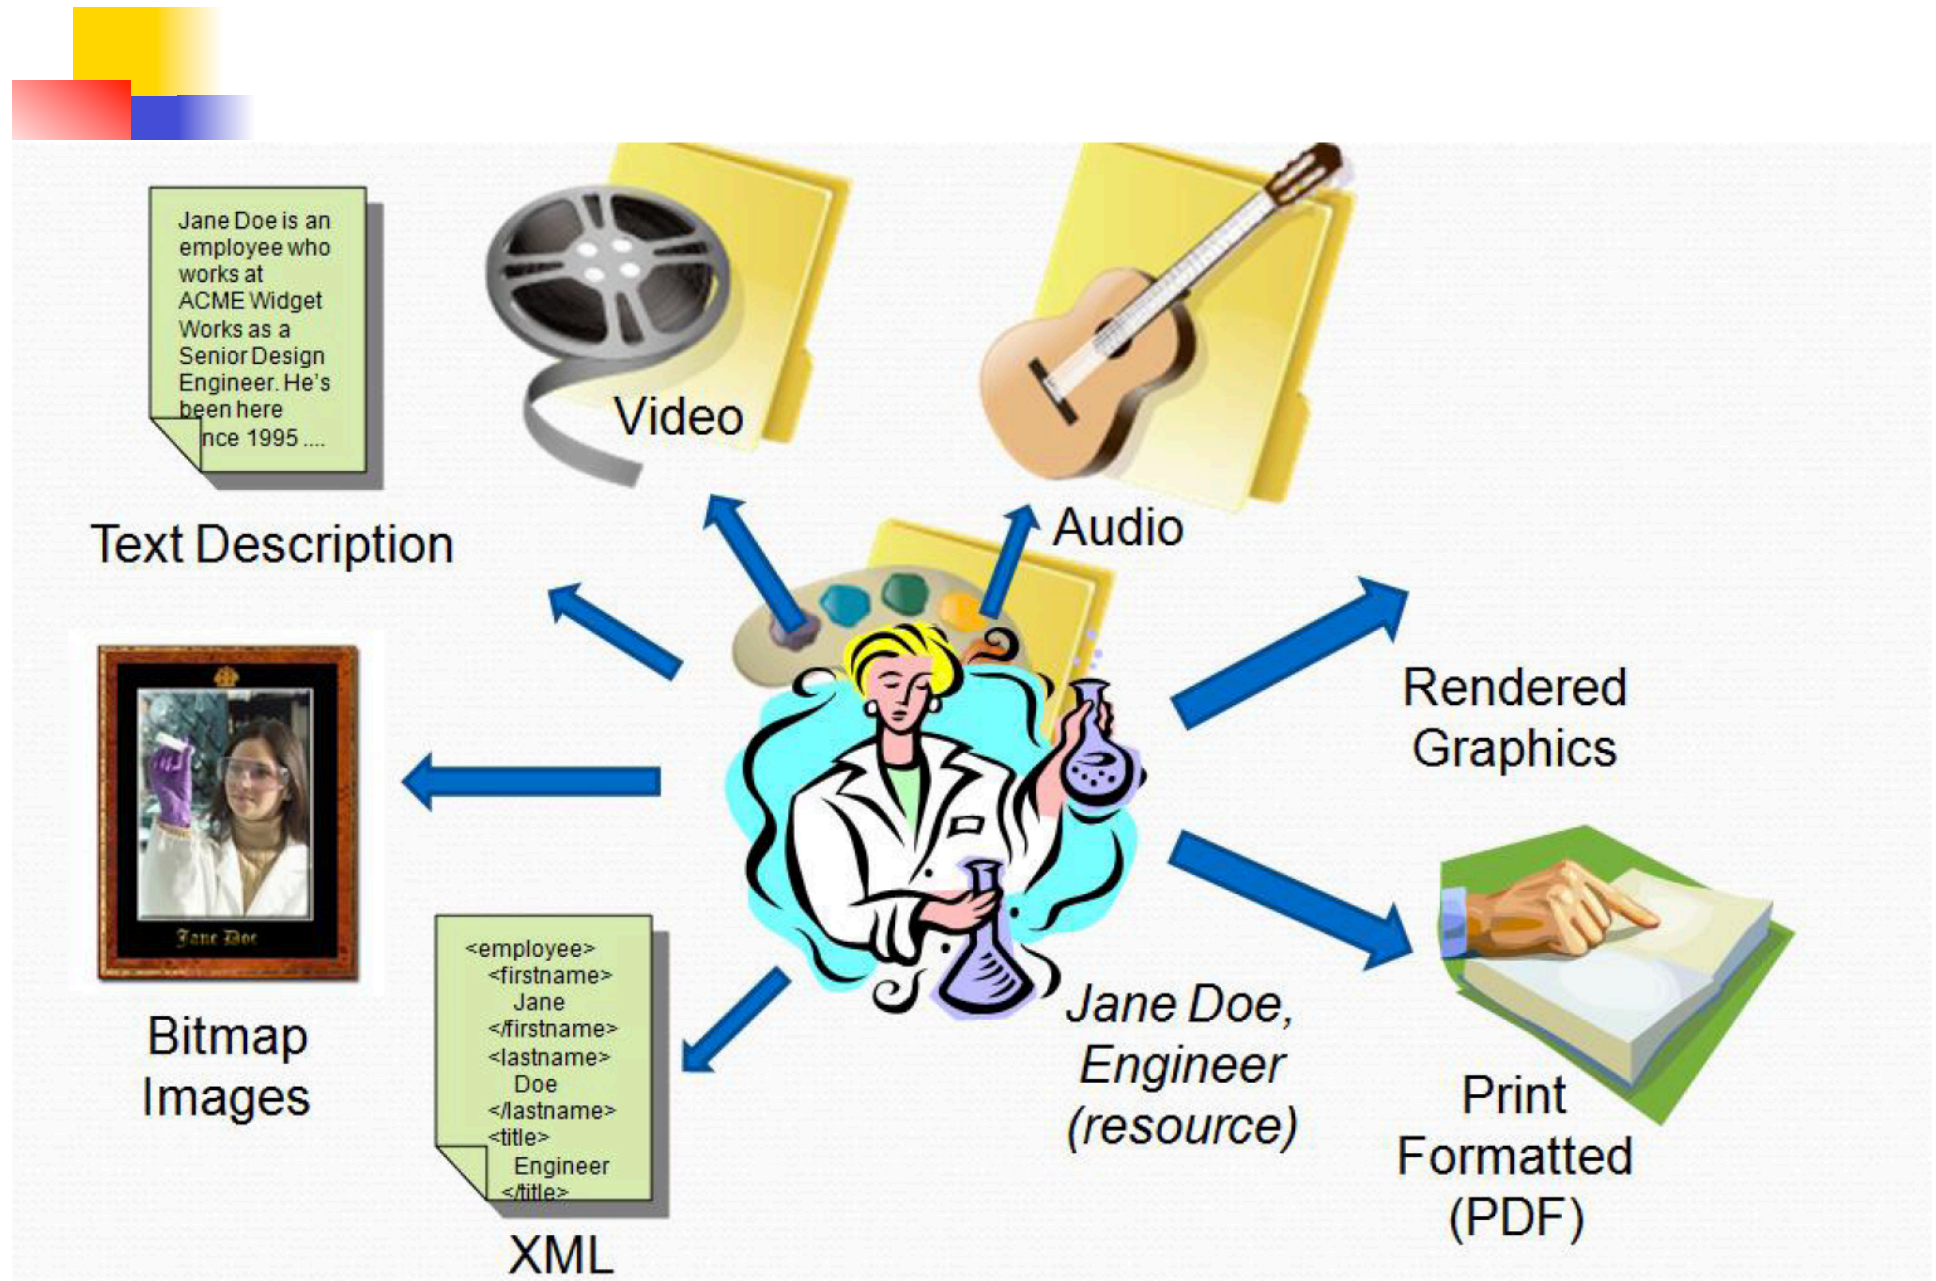 Jane Doe is an
employee who
works at
ACME Widget
Works as a
Senior Design
Engineer. He's
been here
nce 1995 ....
Text Description
Video
Audio
Rendered
Graphics
Jane Doe
Bitmap
Images
<employee>
<firstname>
Jane
</firstname>
<lastname>
Doe
</lastname>
<title>
Engineer
</title>
XML
Jane Doe,
Engineer
(resource)
Print
Formatted
(PDF)